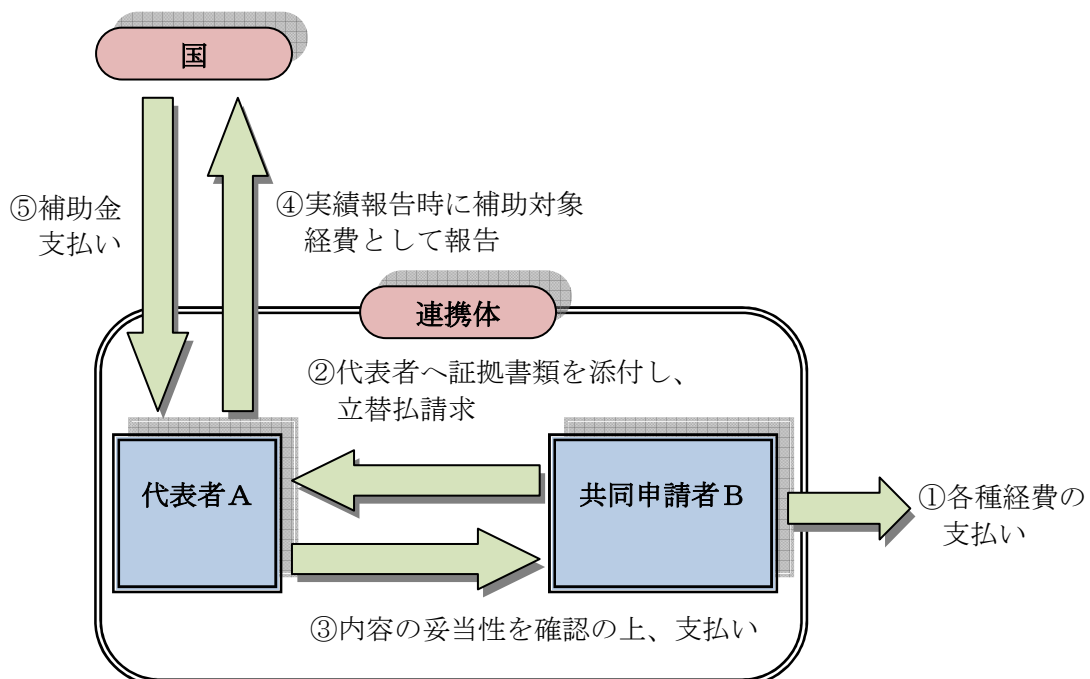 国
⑤補助金
支払い
④実績報告時に補助対象
経費として報告
連携体
②代表者へ証拠書類を添付し、
立替払請求
代表者A
共同申請者B
①各種経費の
支払い
③内容の妥当性を確認の上、支払い